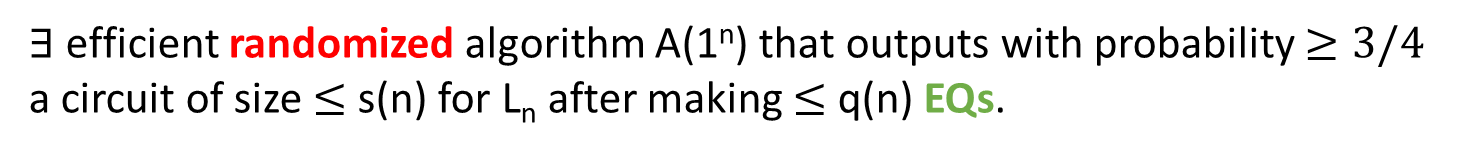 ∃ efficient randomized algorithm A(1ⁿ) that outputs with probability ≥ 3/4
a circuit of size ≤ s(n) for Lₙ after making ≤ q(n) EQs.